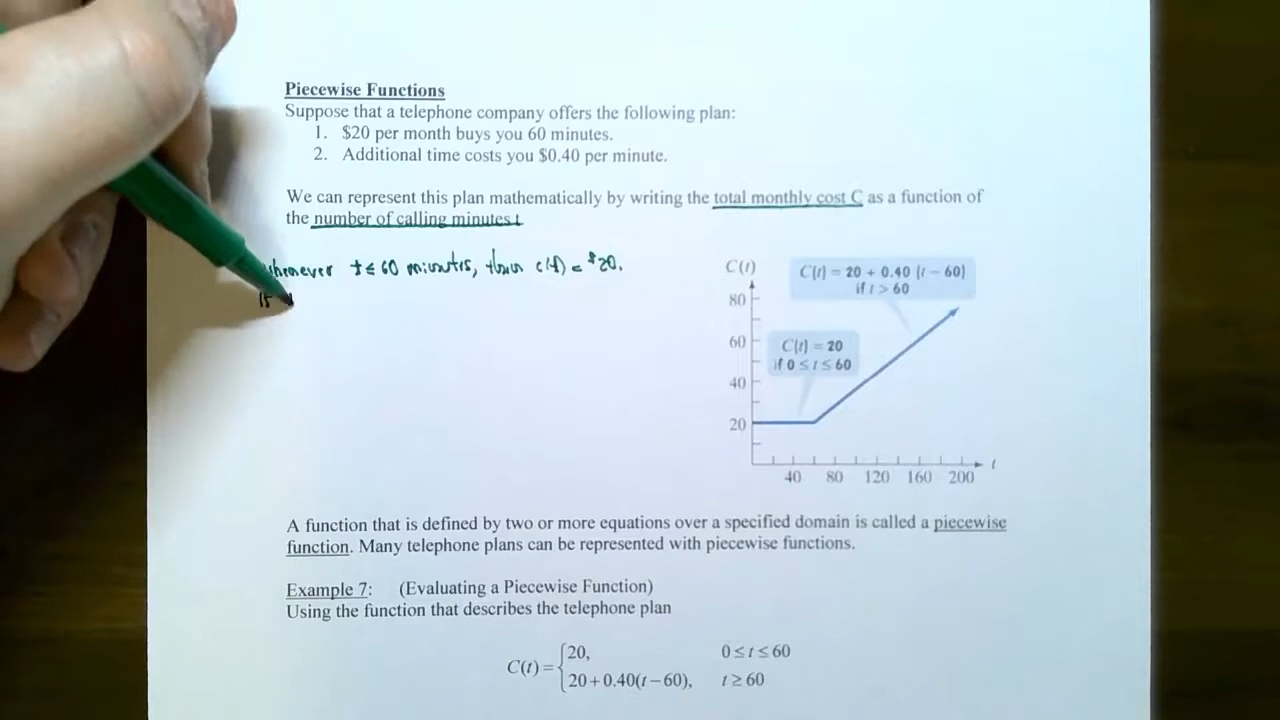 Piecewise Functions
Suppose that a telephone company offers the following plan:
1. $20 per month buys you 60 minutes.
2. Additional time costs you $0.40 per minute.
We can represent this plan mathematically by writing the total monthly cost C as a function of
the number of calling minutes t
whenever t ≤ 60 minutes, then C(t) = $20.
If
C(t)
80
60
40
20
C(t) = 20 + 0.40 (t − 60)
if t > 60
C(t) = 20
if 0 ≤ t ≤ 60
40 80 120 160 200 t
A function that is defined by two or more equations over a specified domain is called a piecewise
function. Many telephone plans can be represented with piecewise functions.
Example 7: (Evaluating a Piecewise Function)
Using the function that describes the telephone plan
C(t) = {20, 0 ≤ t ≤ 60
20 + 0.40(t − 60), t ≥ 60